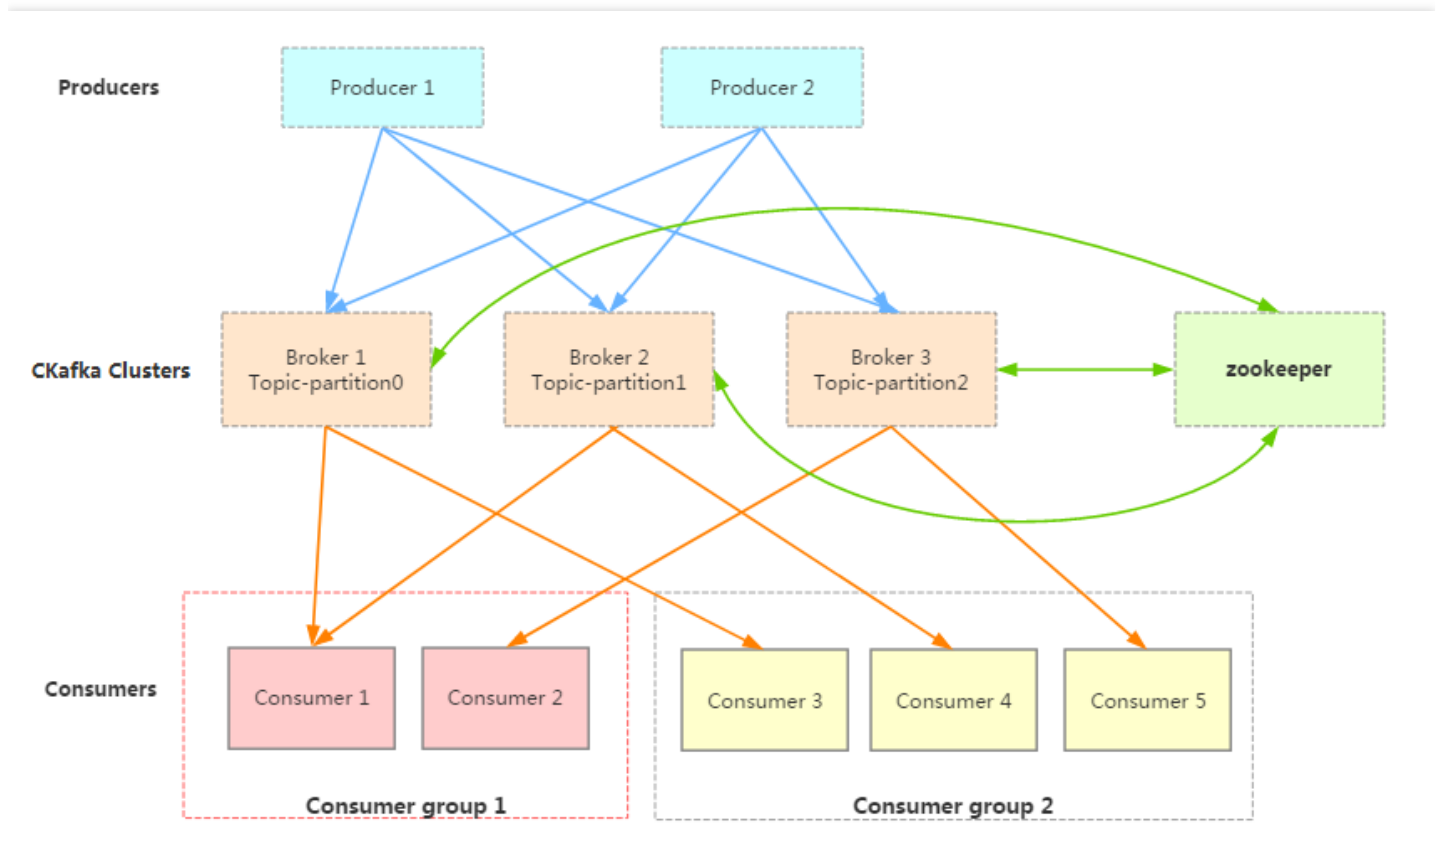 Producers
Producer 1
Producer 2
CKafka Clusters
Broker 1
Topic-partition0
Broker 2
Topic-partition1
Broker 3
Topic-partition2
zookeeper
Consumers
Consumer 1
Consumer 2
Consumer 3
Consumer 4
Consumer 5
Consumer group 1
Consumer group 2